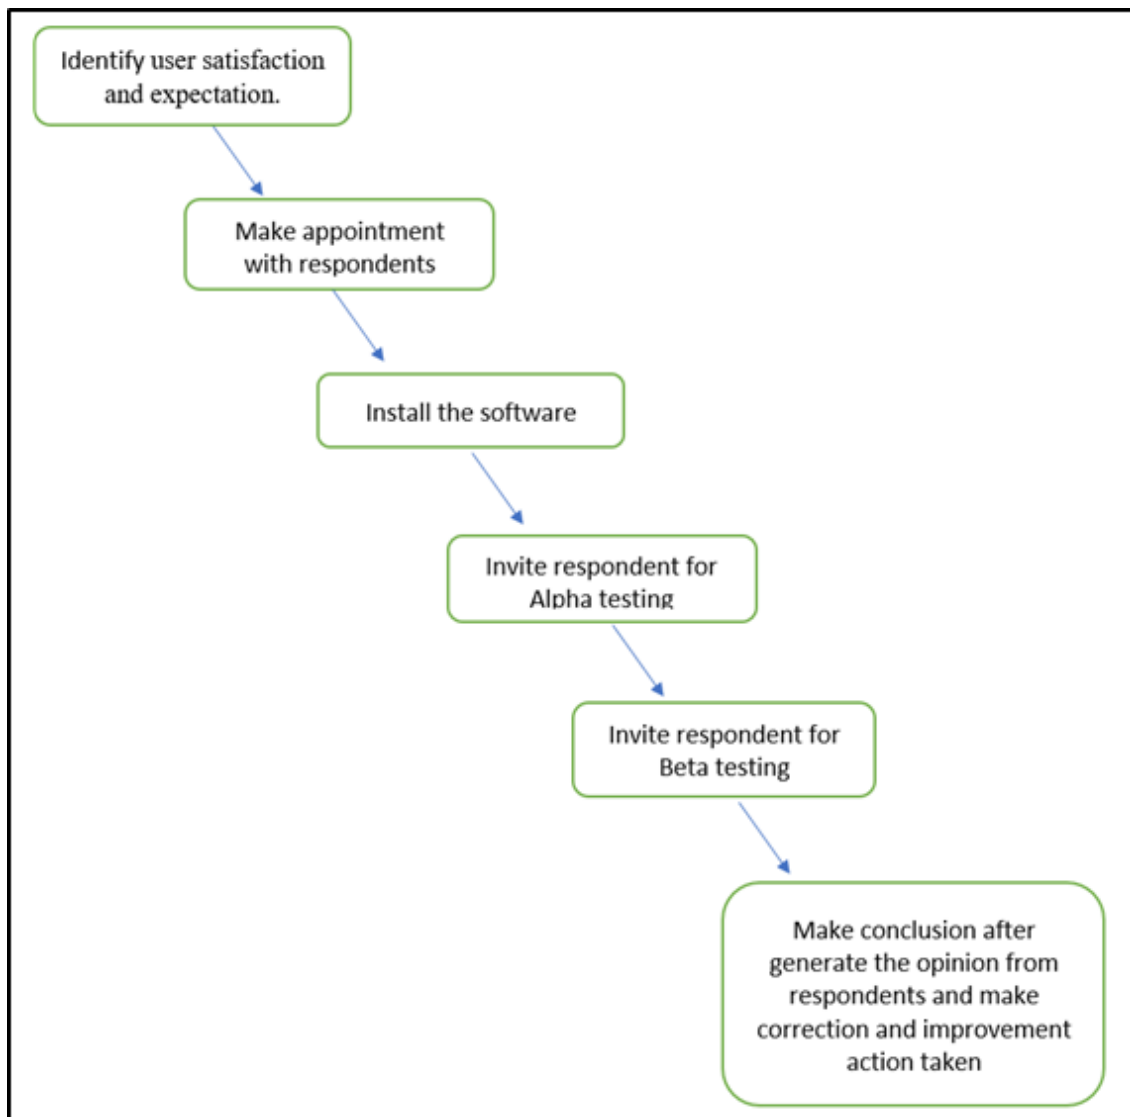 Identify user satisfaction
and expectation.
Make appointment
with respondents
Install the software
Invite respondent for
Alpha testing
Invite respondent for
Beta testing
Make conclusion after
generate the opinion from
respondents and make
correction and improvement
action taken